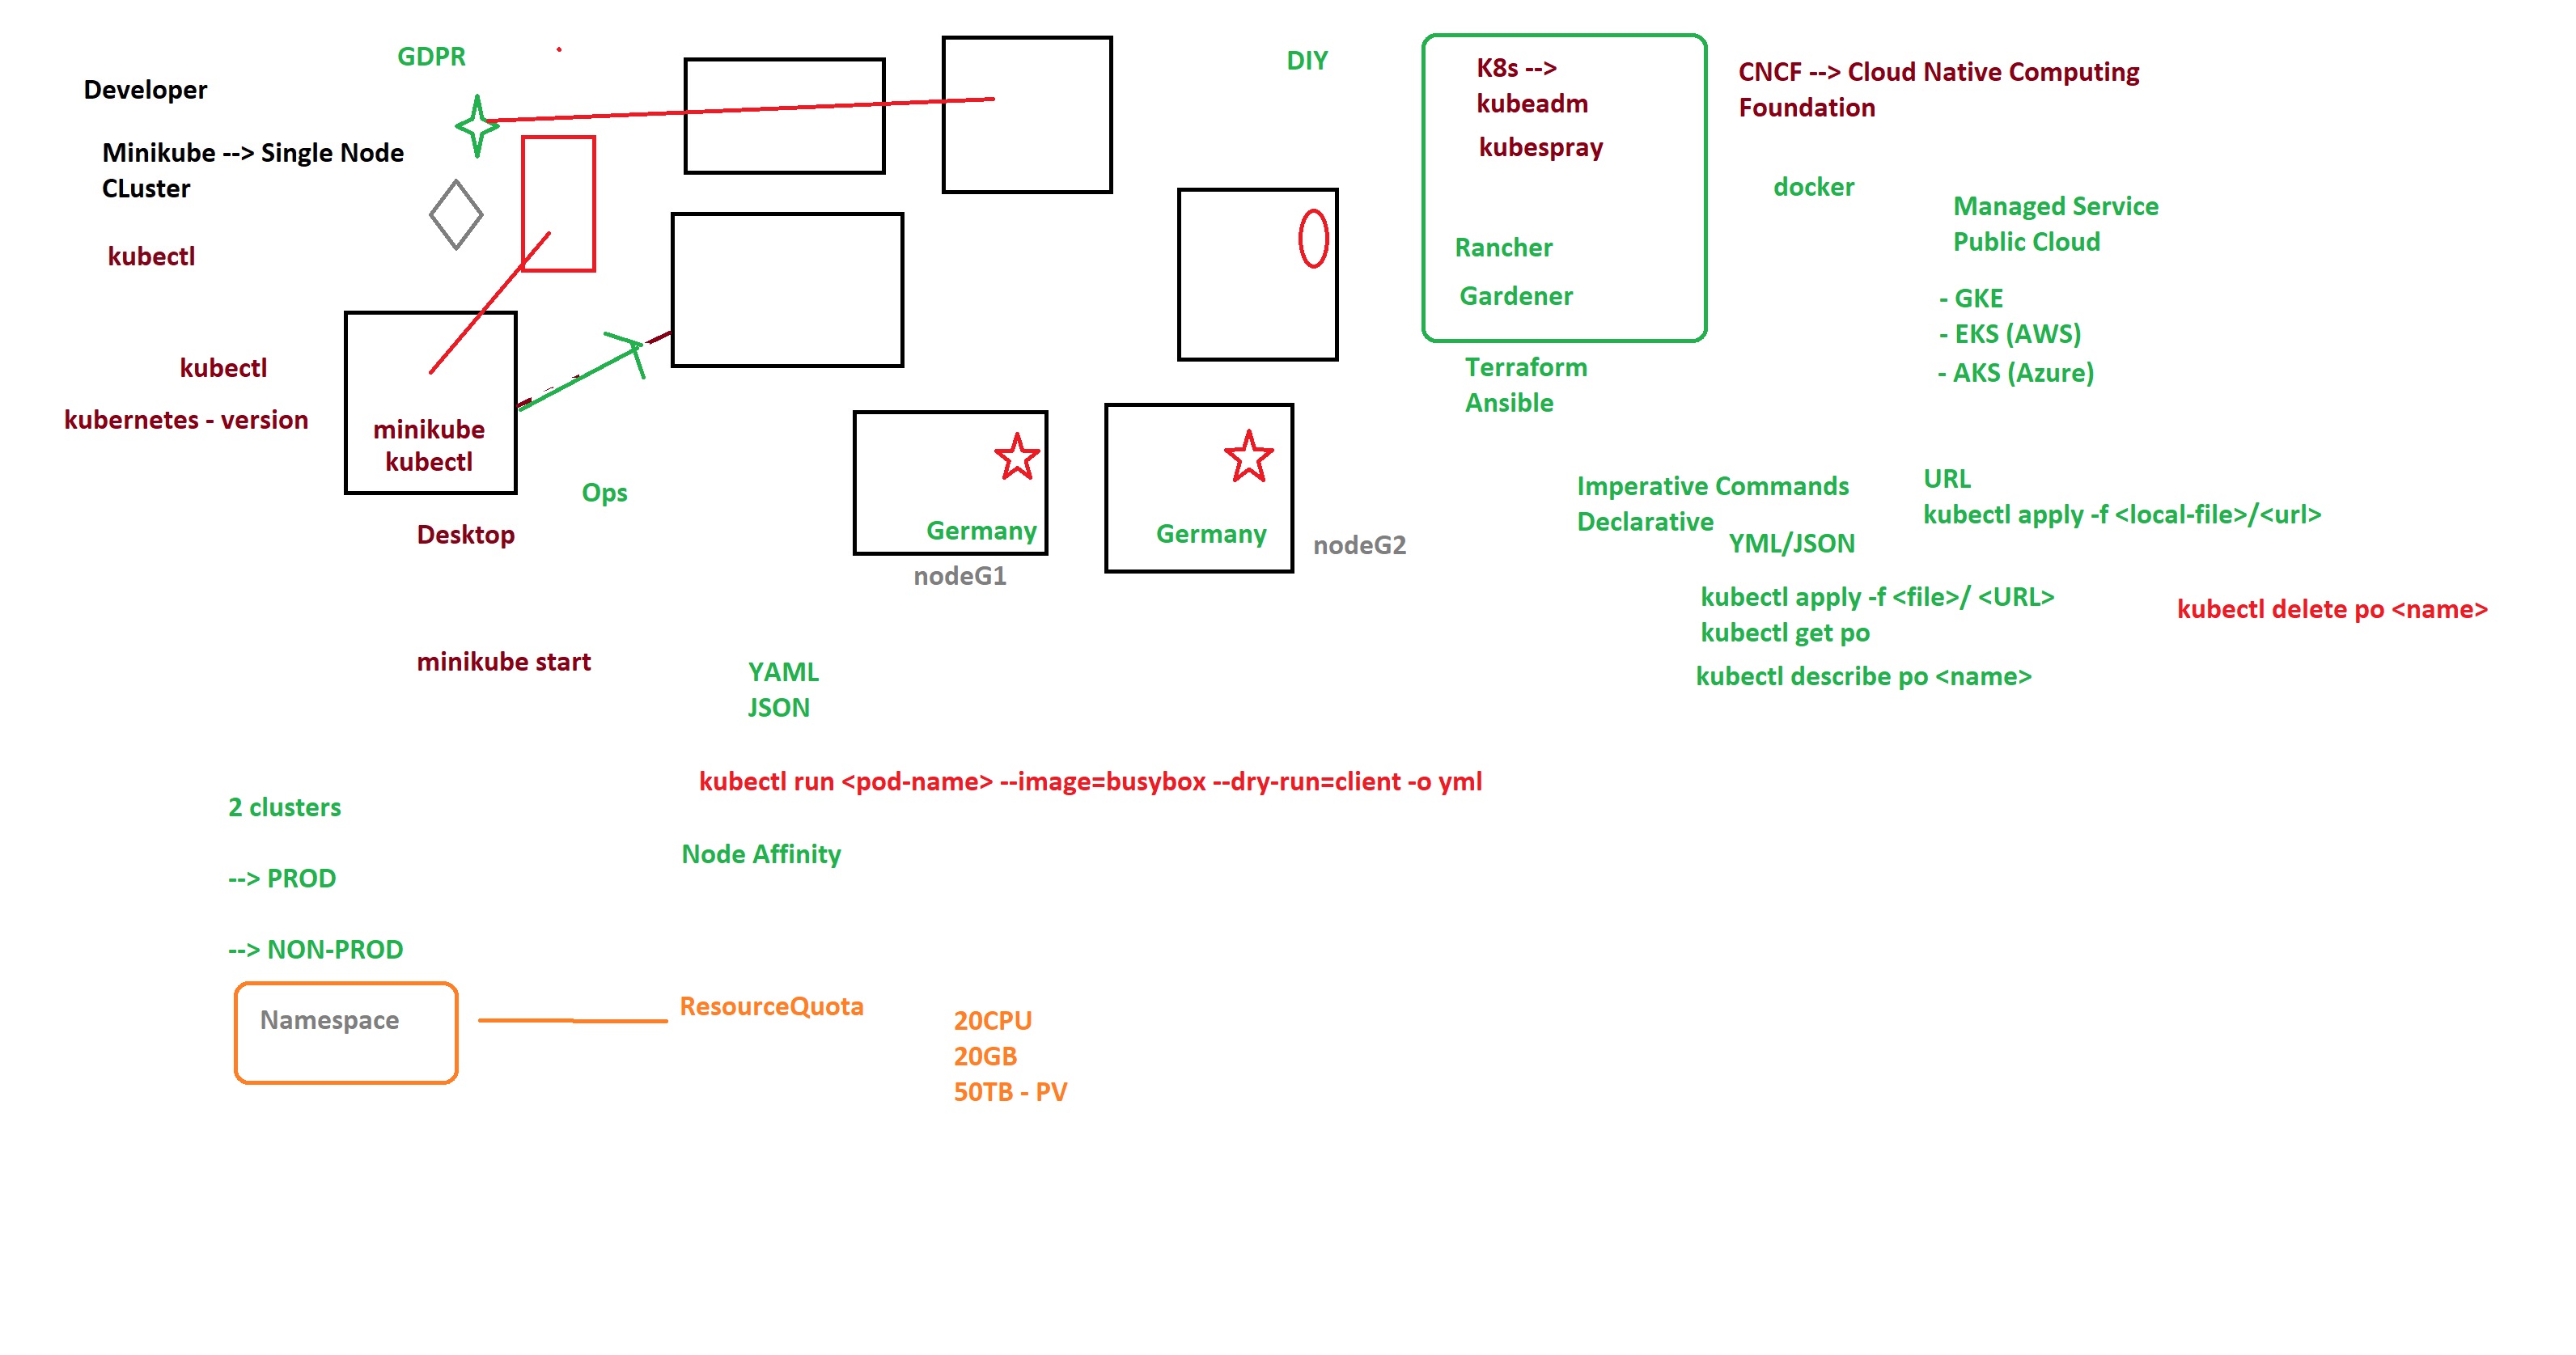 GDPR
Developer
Minikube --> Single Node
CLuster
kubectl
kubectl
kubernetes - version
minikube
kubectl
Desktop
Ops
minikube start
Germany
nodeG1
Germany
nodeG2
DIY
K8s -->
kubeadm
kubespray
Rancher
Gardener
Terraform
Ansible
CNCF --> Cloud Native Computing
Foundation
docker
Managed Service
Public Cloud
- GKE
- EKS (AWS)
- AKS (Azure)
Imperative Commands
Declarative
YML/JSON
URL
kubectl apply -f <local-file>/<url>
kubectl apply -f <file>/ <URL>
kubectl get po
kubectl describe po <name>
kubectl delete po <name>
YAML
JSON
kubectl run <pod-name> --image=busybox --dry-run=client -o yml
Node Affinity
2 clusters
--> PROD
--> NON-PROD
Namespace
ResourceQuota
20CPU
20GB
50TB - PV